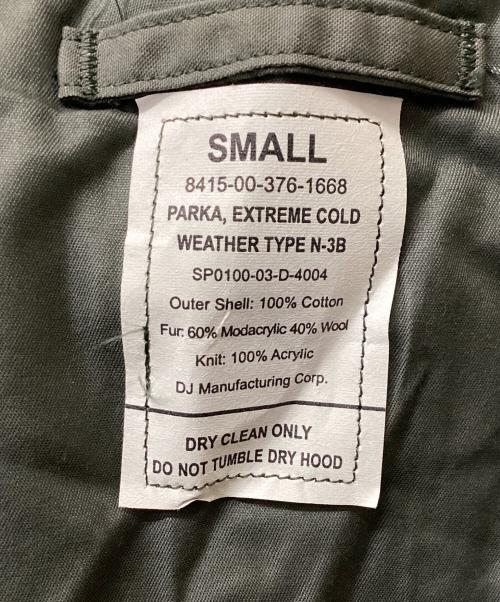 SMALL
8415-00-376-1668
PARKA, EXTREME COLD
WEATHER TYPE N-3B
SP0100-03-D-4004
Outer Shell: 100% Cotton
Fur: 60% Modacrylic 40% Wool
Knit: 100% Acrylic
DJ Manufacturing Corp.
DRY CLEAN ONLY
DO NOT TUMBLE DRY HOOD